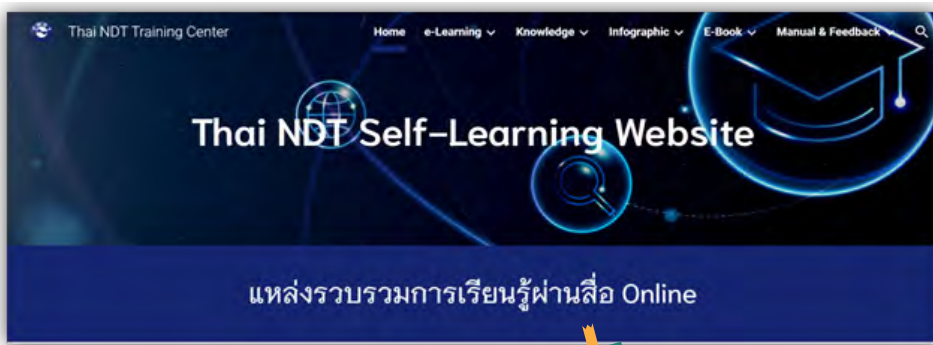 Thai NDT Training Center
Home e-Learning Knowledge Infographic E-Book Manual & Feedback
Thai NDT Self-Learning Website
แหล่งรวบรวมการเรียนรู้ผ่านสื่อ Online